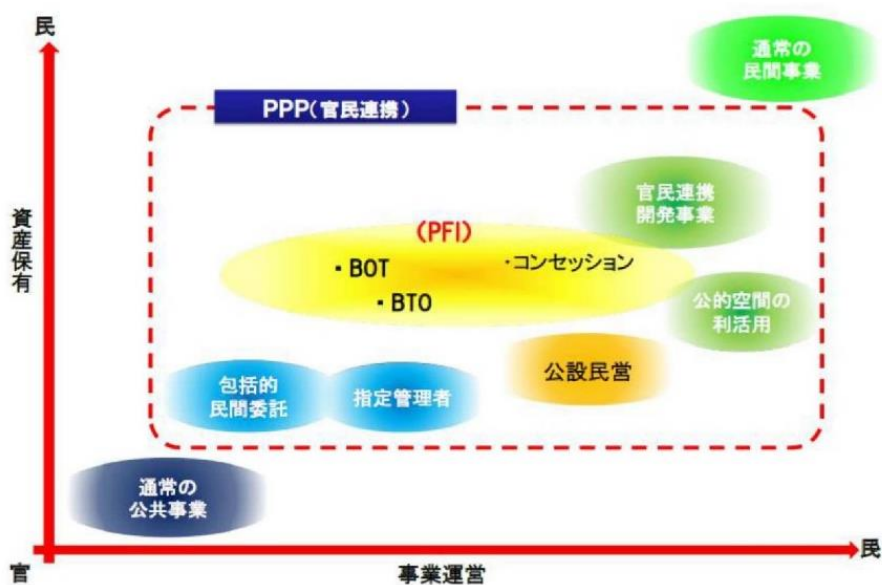 民
通常の
民間事業
PPP(官民連携)
官民連携
開発事業
資産保有
(PFI)
・BOT
・コンセッション
・BTO
公的空間の
利活用
公設民営
包括的
民間委託
指定管理者
通常の
公共事業
官
事業運営
民